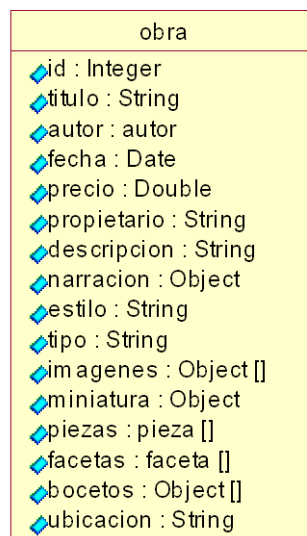 obra
id : Integer
titulo : String
autor : autor
fecha : Date
precio : Double
propietario : String
descripcion : String
narracion : Object
estilo : String
tipo : String
imagenes : Object []
miniatura : Object
piezas : pieza []
facetas : faceta []
bocetos : Object []
ubicacion : String